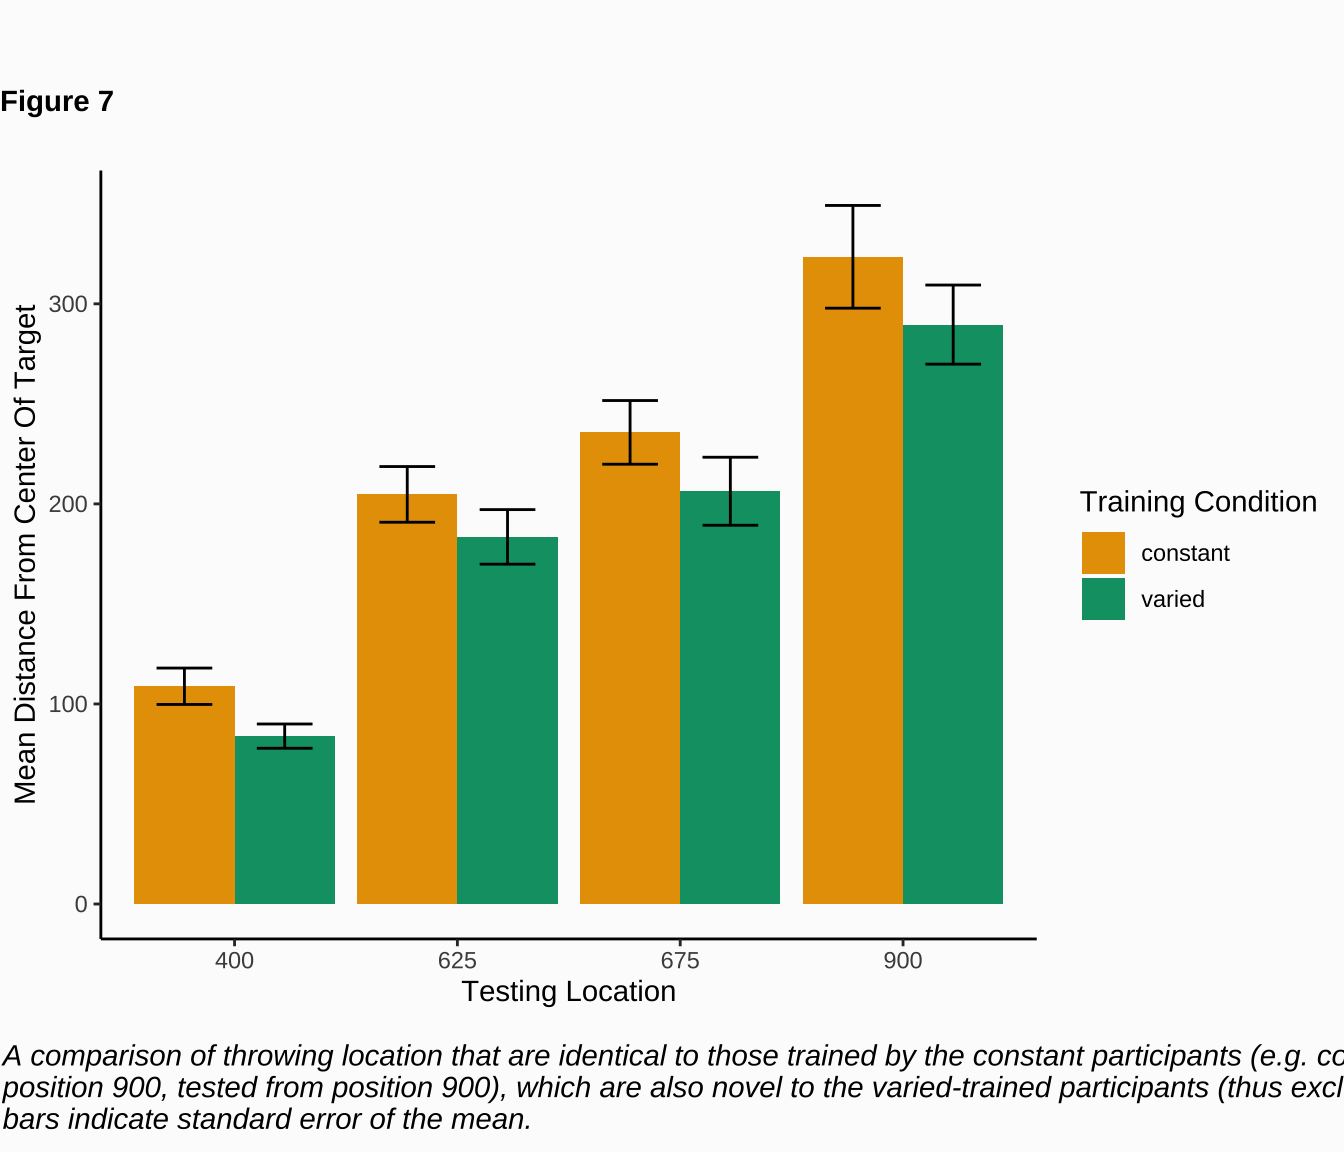 Figure 7
Mean Distance From Center Of Target
300
200
100
0
400
625
675
900
Testing Location
Training Condition
constant
varied
A comparison of throwing location that are identical to those trained by the constant participants (e.g.
position 900, tested from position 900), which are also novel to the varied-trained participants (thus
bars indicate standard error of the mean.